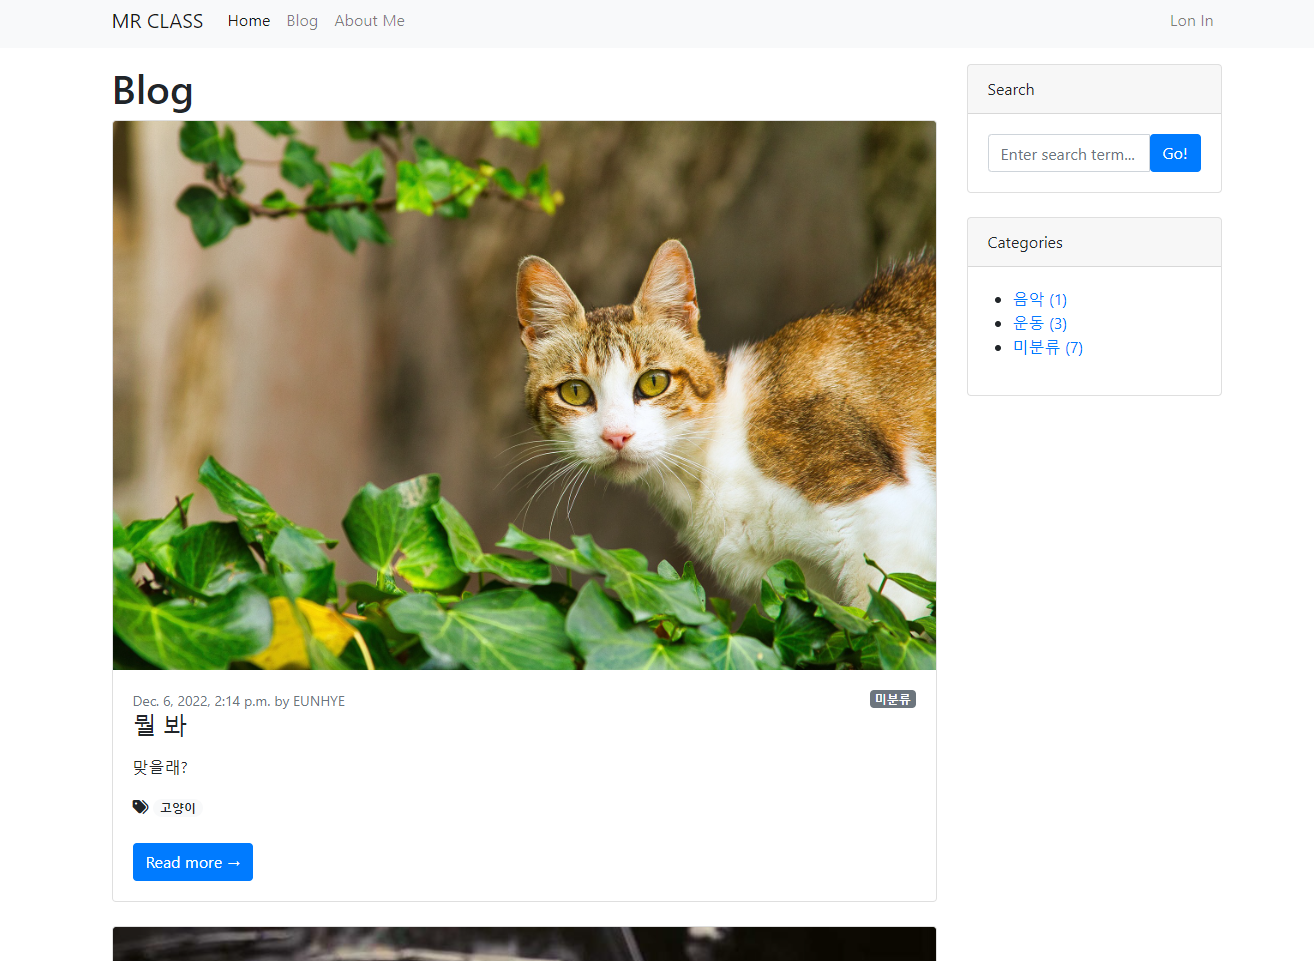 MR CLASS Home Blog About Me Lon In
Blog
Dec. 6, 2022, 2:14 p.m. by EUNHYE 미분류
뭘 봐
맞을래?
고양이
Read more →
Search
Enter search term... Go!
Categories
음악 (1)
운동 (3)
미분류 (7)